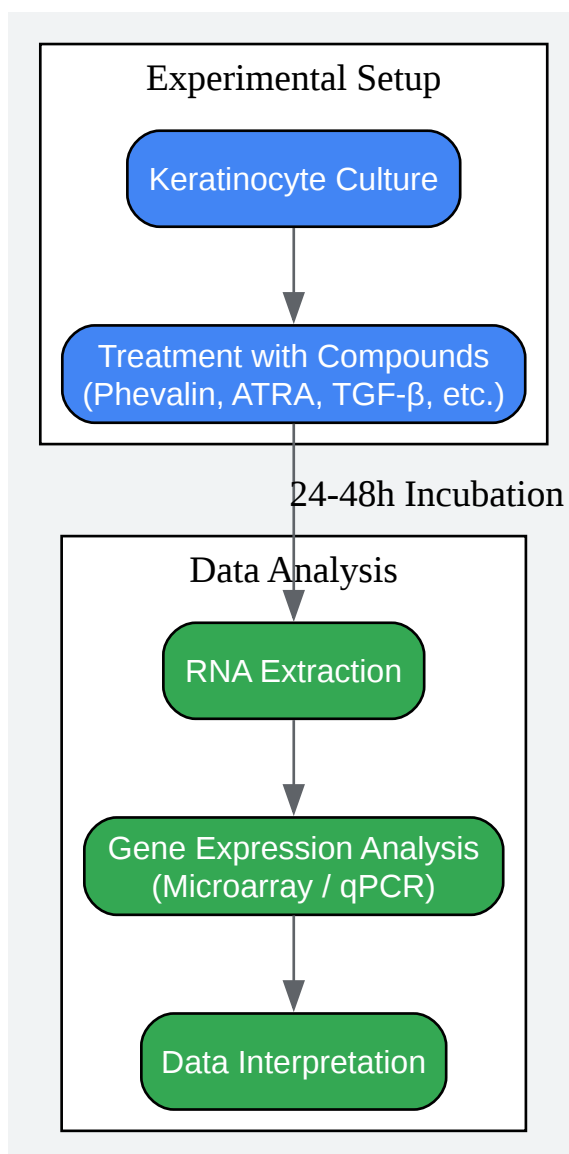 Experimental Setup
Keratinocyte Culture
Treatment with Compounds
(Phevalin, ATRA, TGF-β, etc.)
24-48h Incubation
Data Analysis
RNA Extraction
Gene Expression Analysis
(Microarray / qPCR)
Data Interpretation